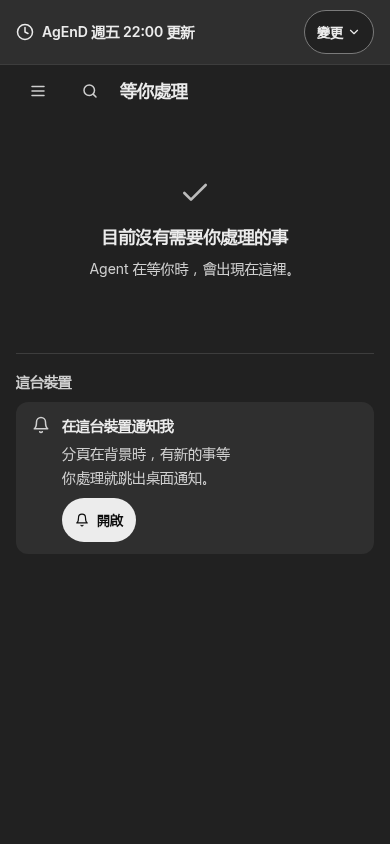 AgEnD 週五 22:00 更新
變更
等你處理
目前沒有需要你處理的事
Agent 在等你時，會出現在這裡。
這台裝置
在這台裝置通知我
分頁在背景時，有新的事等
你處理就跳出桌面通知。
開啟